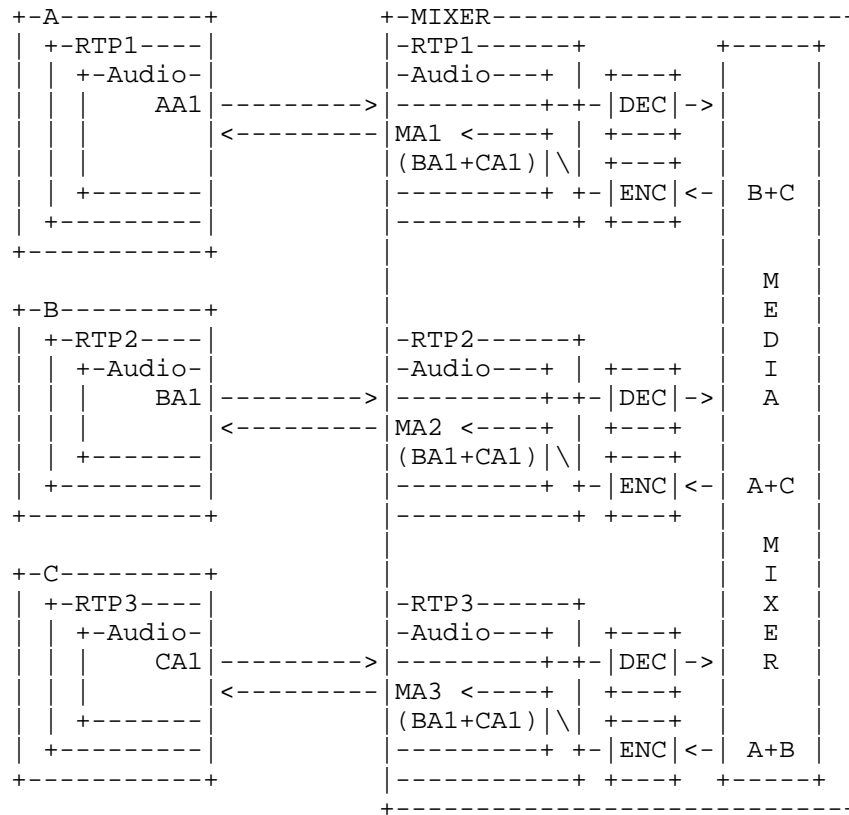 +-A---------+          +-MIXER--------------------------
| +-RTP1----|          |-RTP1------+        +-----+
| | +-Audio-|          |-Audio---+ | +---+  |     |
| | |    AA1|--------->|---------+-+-|DEC|->|     |
| | |       |<---------|MA1 <----+ | +---+  |     |
| | |       |          |(BA1+CA1)|\| +---+  |     |
| | +-------|          |---------+ +-|ENC|<-| B+C |
| +---------|          |-----------+ +---+  |     |
+-----------+          |                    |     |
                       |                    |  M  |
+-B---------+          |                    |  E  |
| +-RTP2----|          |-RTP2------+        |  D  |
| | +-Audio-|          |-Audio---+ | +---+  |  I  |
| | |    BA1|--------->|---------+-+-|DEC|->|  A  |
| | |       |<---------|MA2 <----+ | +---+  |     |
| | +-------|          |(BA1+CA1)|\| +---+  |     |
| +---------|          |---------+ +-|ENC|<-| A+C |
+-----------+          |-----------+ +---+  |     |
                       |                    |  M  |
+-C---------+          |                    |  I  |
| +-RTP3----|          |-RTP3------+        |  X  |
| | +-Audio-|          |-Audio---+ | +---+  |  E  |
| | |    CA1|--------->|---------+-+-|DEC|->|  R  |
| | |       |<---------|MA3 <----+ | +---+  |     |
| | +-------|          |(BA1+CA1)|\| +---+  |     |
| +---------|          |---------+ +-|ENC|<-| A+B |
+-----------+          |-----------+ +---+  +-----+
                       +--------------------------------